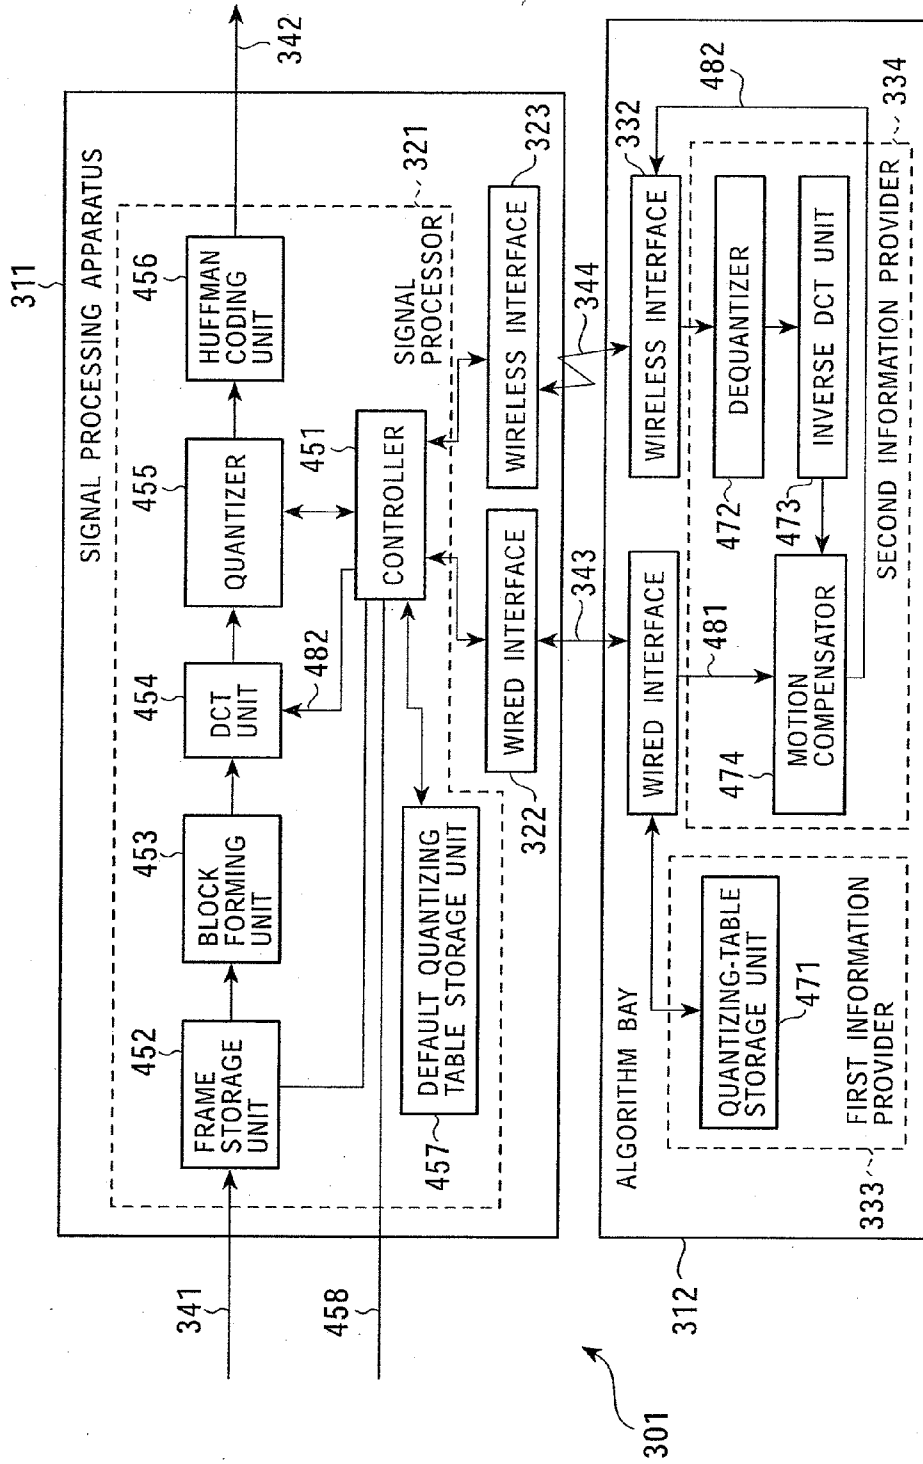 342
311
SIGNAL PROCESSING APPARATUS
321
SIGNAL
PROCESSOR
456
HUFFMAN
CODING
UNIT
455
QUANTIZER
454
DCT
UNIT
453
BLOCK
FORMING
UNIT
452
FRAME
STORAGE
UNIT
341
458
451
CONTROLLER
482
457
DEFAULT QUANTIZING
TABLE STORAGE UNIT
323
WIRELESS INTERFACE
322
WIRED INTERFACE
344
343
482
332
334
WIRELESS INTERFACE
WIRED INTERFACE
481
472
DEQUANTIZER
473
INVERSE DCT UNIT
474
MOTION
COMPENSATOR
SECOND INFORMATION PROVIDER
ALGORITHM BAY
QUANTIZING-TABLE
STORAGE UNIT
471
FIRST INFORMATION
PROVIDER
333
312
301